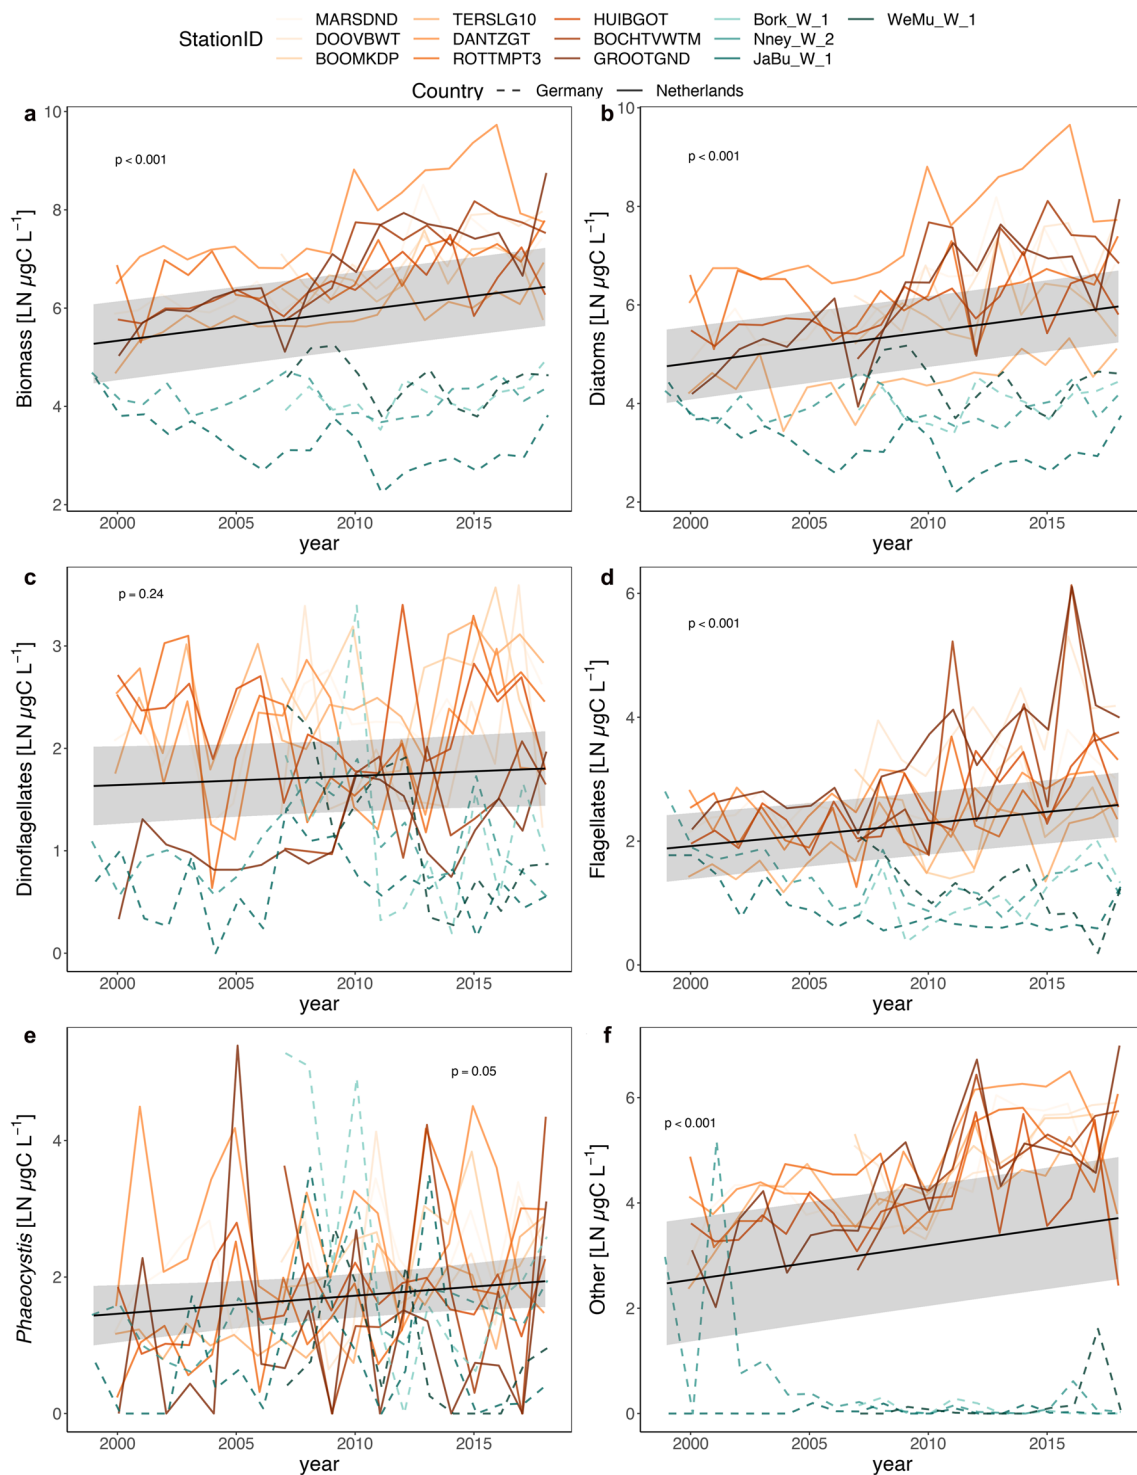 StationID
MARSDND TERSLG10 HUIBGOT Bork_W_1 WeMu_W_1
DOOVBWT DANTZGT BOCHTVWTM Nney_W_2
BOOMKDP ROTTMPT3 GROOTGND JaBu_W_1
Country Germany Netherlands
a
p < 0.001
Biomass [LN µgC L⁻¹]
10
8
6
4
2
2000 2005 2010 2015
year
b
p < 0.001
Diatoms [LN µgC L⁻¹]
10
8
6
4
2
2000 2005 2010 2015
year
c
p = 0.24
Dinoflagellates [LN µgC L⁻¹]
3
2
1
0
2000 2005 2010 2015
year
d
p < 0.001
Flagellates [LN µgC L⁻¹]
6
4
2
0
2000 2005 2010 2015
year
e
p = 0.05
Phaeocystis [LN µgC L⁻¹]
4
2
0
2000 2005 2010 2015
year
f
p < 0.001
Other [LN µgC L⁻¹]
6
4
2
0
2000 2005 2010 2015
year